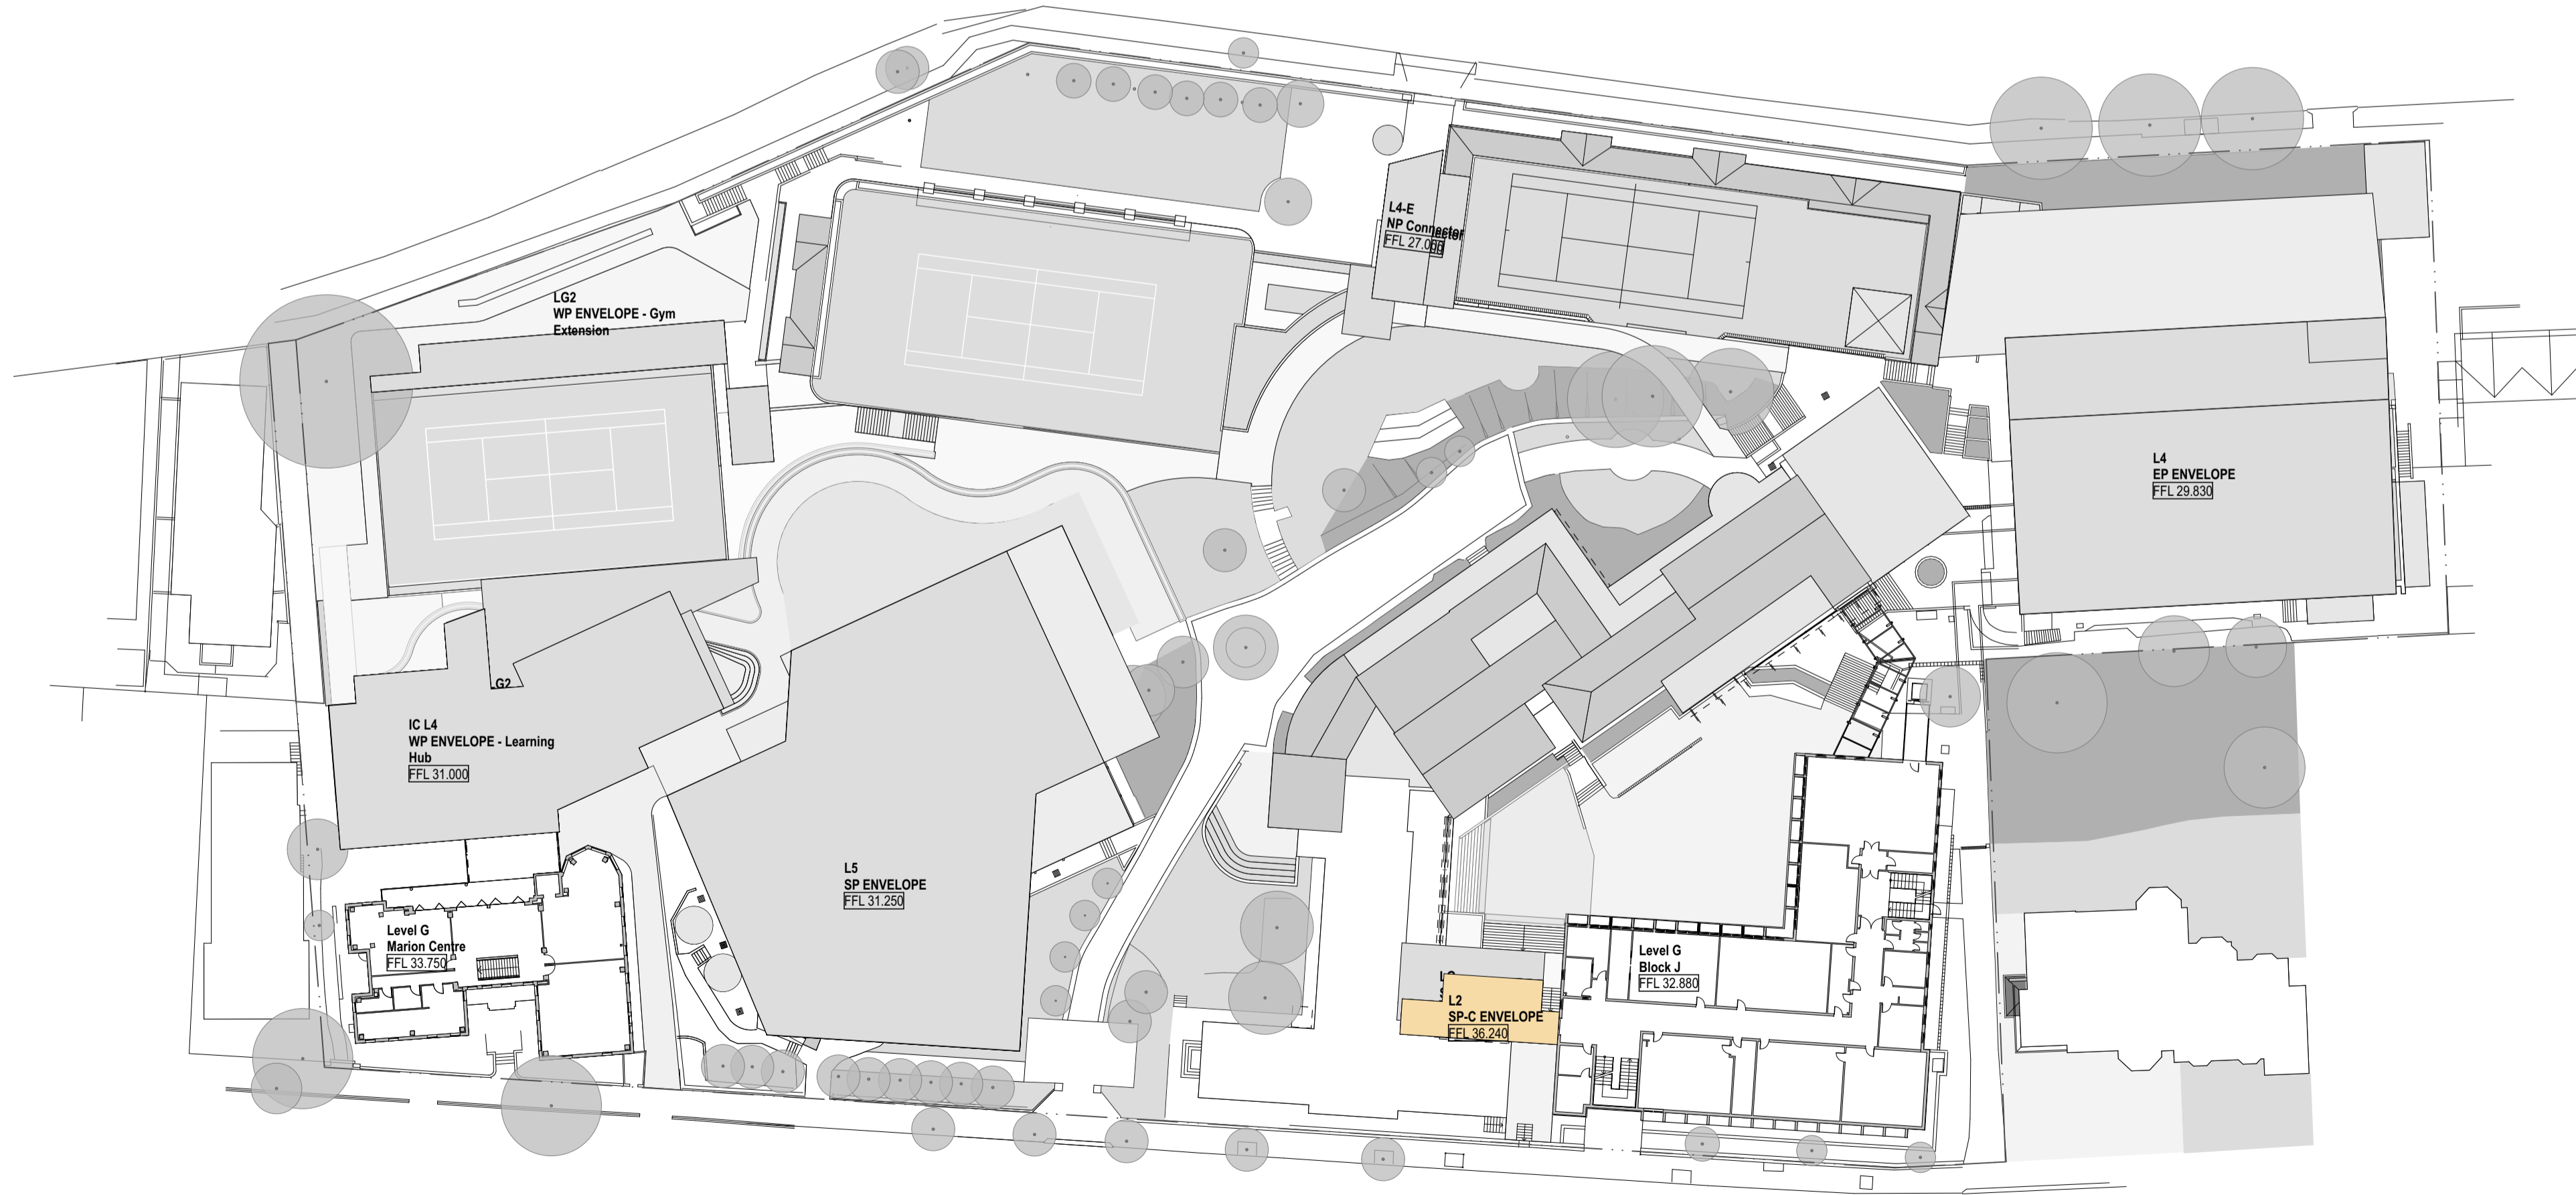 L4-E
NP Connector
FFL 27.0
LG2
WP ENVELOPE - Gym
Extension
L4
EP ENVELOPE
FFL 29.830
LG2
IC L4
WP ENVELOPE - Learning
Hub
FFL 31.000
L5
SP ENVELOPE
FFL 31.250
Level G
Marion Centre
FFL 33.750
Level G
Block J
FFL 32.880
L2
SP-C ENVELOPE
FFL 36.240